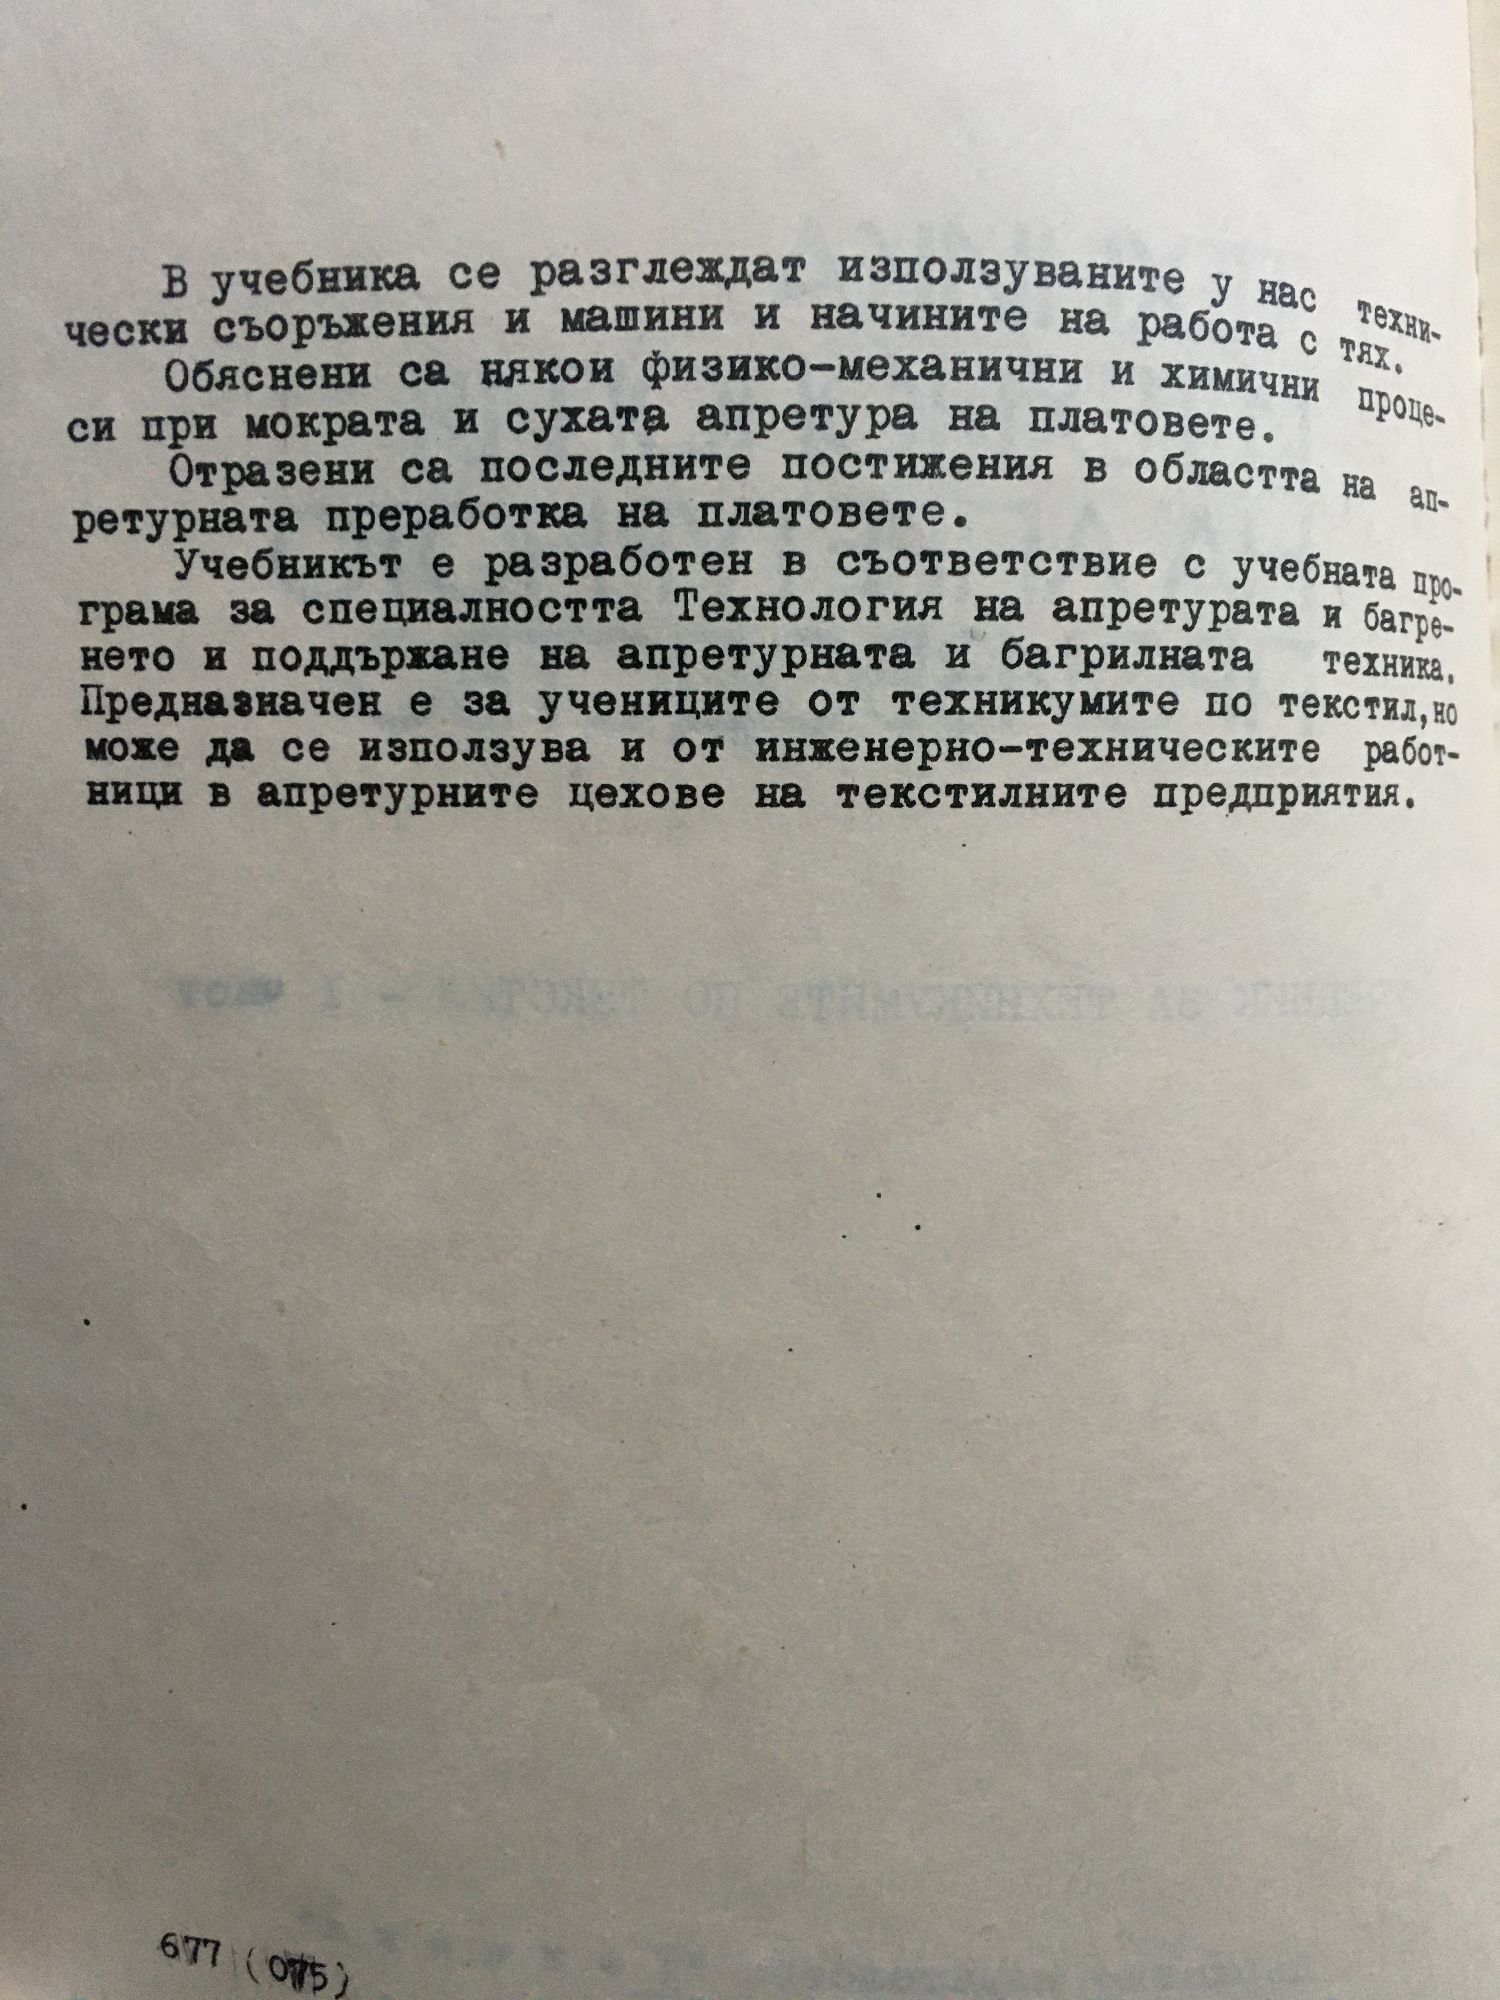 В учебника се разглеждат използуваните у нас техни-
чески съоръжения и машини и начините на работа с тях.
Обяснени са някои физико-механични и химични проце-
си при мократа и сухата апретура на платовете.
Отразени са последните постижения в областта на ап-
ретурната преработка на платовете.
Учебникът е разработен в съответствие с учебната про-
грама за специалността Технология на апретурата и багре-
нето и поддържане на апретурната и багрилната техника.
Предназначен е за учениците от техникумите по текстил,но
може да се използува и от инженерно-техническите работ-
ници в апретурните цехове на текстилните предприятия.
677 (075)